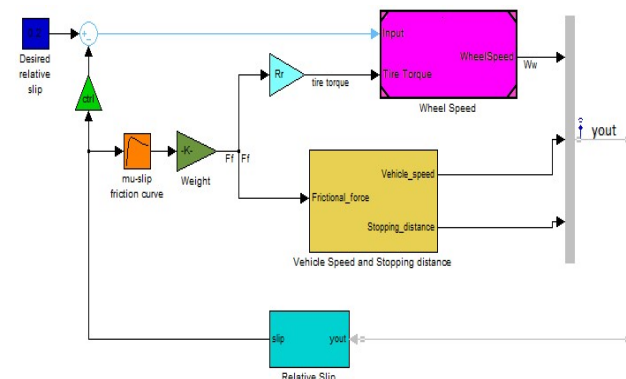 Desired
relative
slip
+
-
ctrl
mu-slip
friction curve
-K-
Weight
Ff
Ff
Rr
tire torque
Input
Tire Torque
WheelSpeed
Wheel Speed
Ww
Frictional_force
Vehicle_speed
Stopping_distance
Vehicle Speed and Stopping distance
yout
slip
yout
Relative Slip